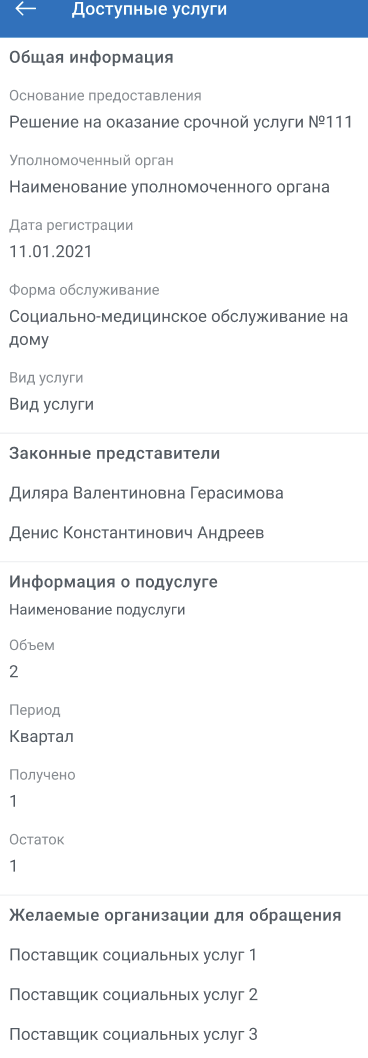 Доступные услуги
Общая информация
Основание предоставления
Решение на оказание срочной услуги №111
Уполномоченный орган
Наименование уполномоченного органа
Дата регистрации
11.01.2021
Форма обслуживание
Социально-медицинское обслуживание на
дому
Вид услуги
Вид услуги
Законные представители
Диляра Валентиновна Герасимова
Денис Константинович Андреев
Информация о подуслуге
Наименование подуслуги
Объем
2
Период
Квартал
Получено
1
Остаток
1
Желаемые организации для обращения
Поставщик социальных услуг 1
Поставщик социальных услуг 2
Поставщик социальных услуг 3